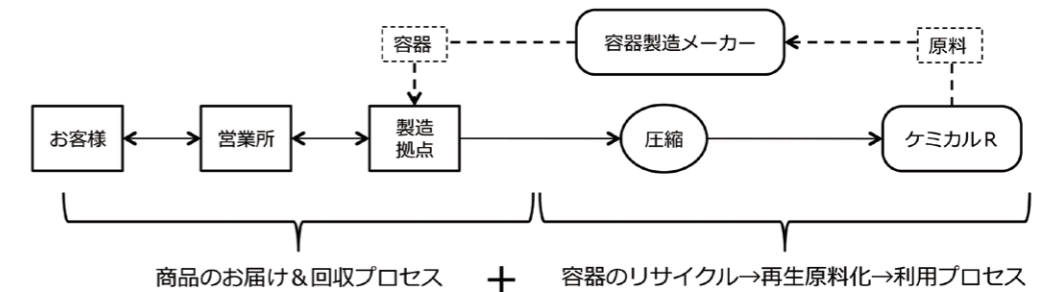 容器
容器製造メーカー
原料
お客様
営業所
製造
拠点
圧縮
ケミカルR
商品のお届け&回収プロセス
+
容器のリサイクル→再生原料化→利用プロセス